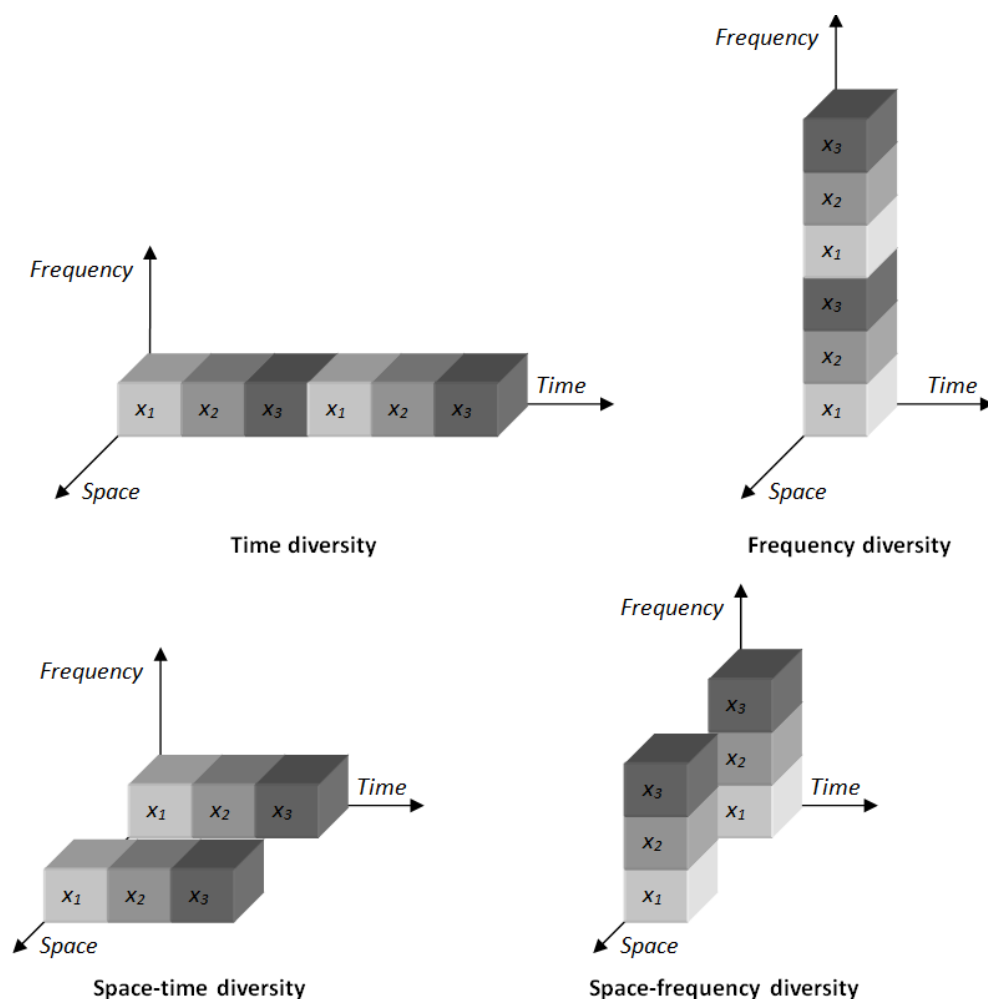 Frequency
x₁ x₂ x₃ x₁ x₂ x₃
Time
Space
Time diversity
Frequency
x₃
x₂
x₁
x₃
x₂
x₁
Time
Space
Frequency diversity
Frequency
x₁ x₂ x₃
Time
x₁ x₂ x₃
Space
Space-time diversity
Frequency
x₃
x₂
x₁
Time
x₃
x₂
x₁
Space
Space-frequency diversity